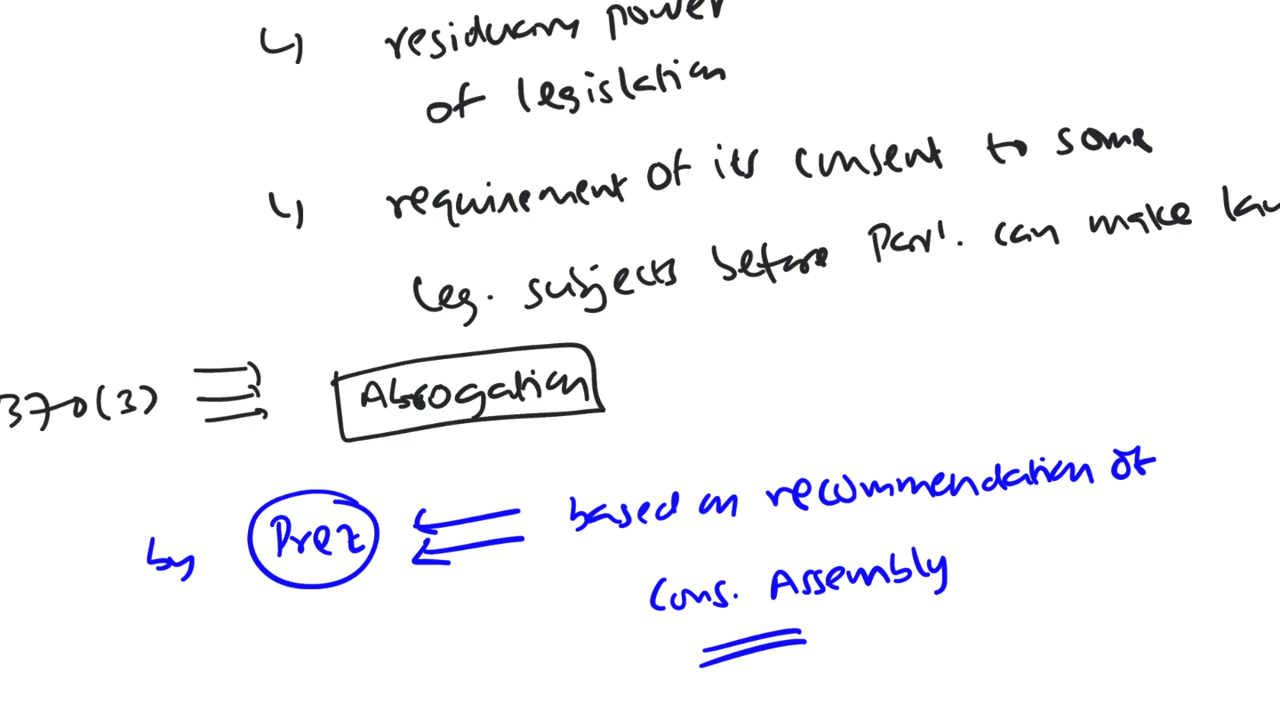 ↳ residuary power
of legislation
↳ requirement of its consent to some
leg. subjects before Parl. can make law
370(3) ⇒ Abrogation
by Prez ⇐ based on recommendation of
Cons. Assembly